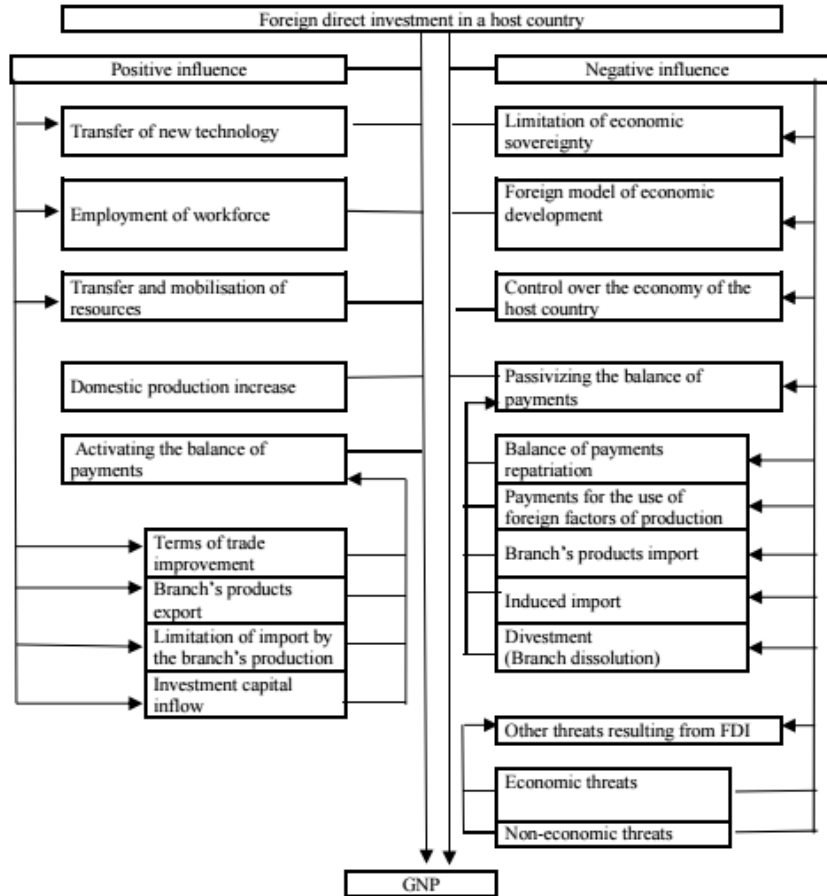 Foreign direct investment in a host country
Positive influence
Transfer of new technology
Employment of workforce
Transfer and mobilisation of
resources
Domestic production increase
Activating the balance of
payments
Terms of trade
improvement
Branch's products
export
Limitation of import by
the branch's production
Investment capital
inflow
Negative influence
Limitation of economic
sovereignty
Foreign model of economic
development
Control over the economy of the
host country
Passivizing the balance of
payments
Balance of payments
repatriation
Payments for the use of
foreign factors of production
Branch's products import
Induced import
Divestment
(Branch dissolution)
Other threats resulting from FDI
Economic threats
Non-economic threats
GNP